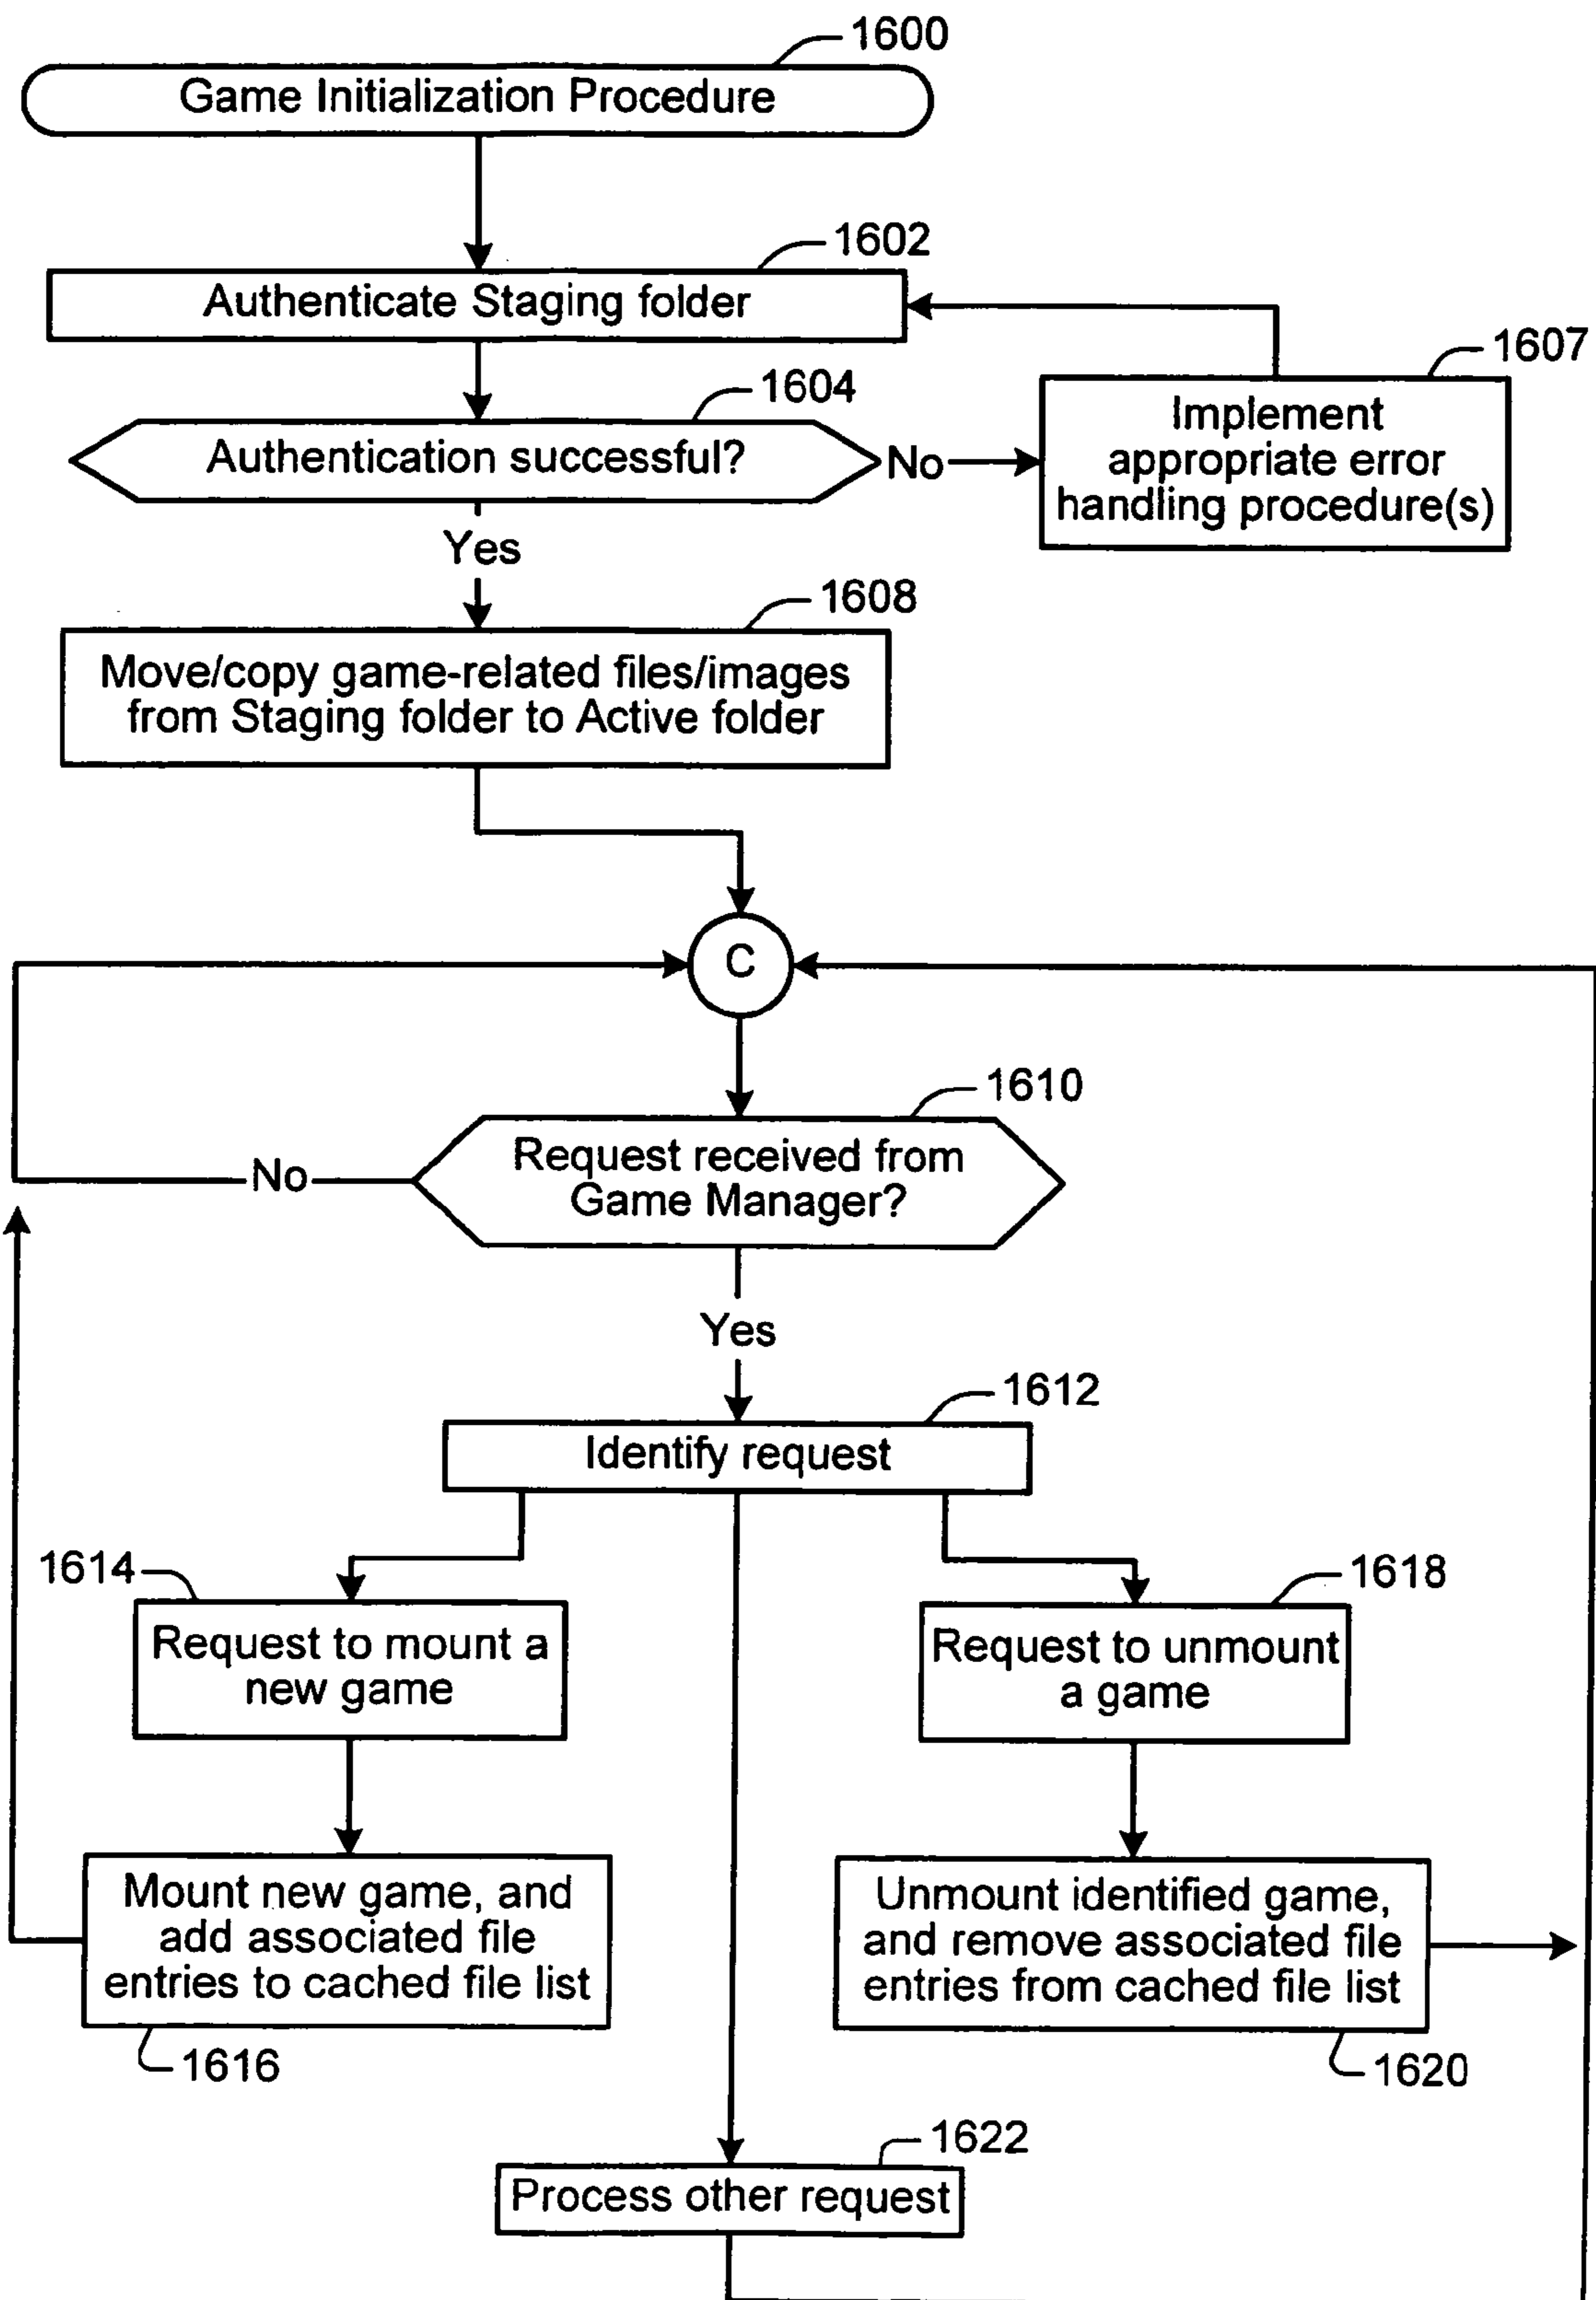 1600
Game Initialization Procedure
1602
Authenticate Staging folder
1607
Implement
appropriate error
handling procedure(s)
1604
Authentication successful?
No
Yes
1608
Move/copy game-related files/images
from Staging folder to Active folder
C
1610
Request received from
Game Manager?
No
Yes
1612
Identify request
1614
Request to mount a
new game
1618
Request to unmount
a game
Mount new game, and
add associated file
entries to cached file list
1616
Unmount identified game,
and remove associated file
entries from cached file list
1620
1622
Process other request